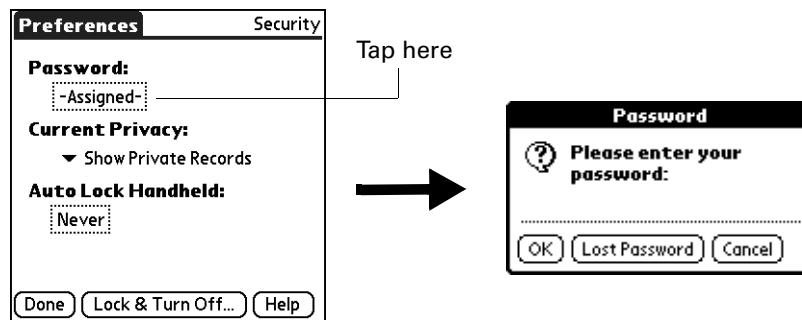 Preferences Security
Password:
-Assigned-
Current Privacy:
Show Private Records
Auto Lock Handheld:
Never
Done Lock & Turn Off... Help
Tap here
Password
Please enter your
password:
OK Lost Password Cancel